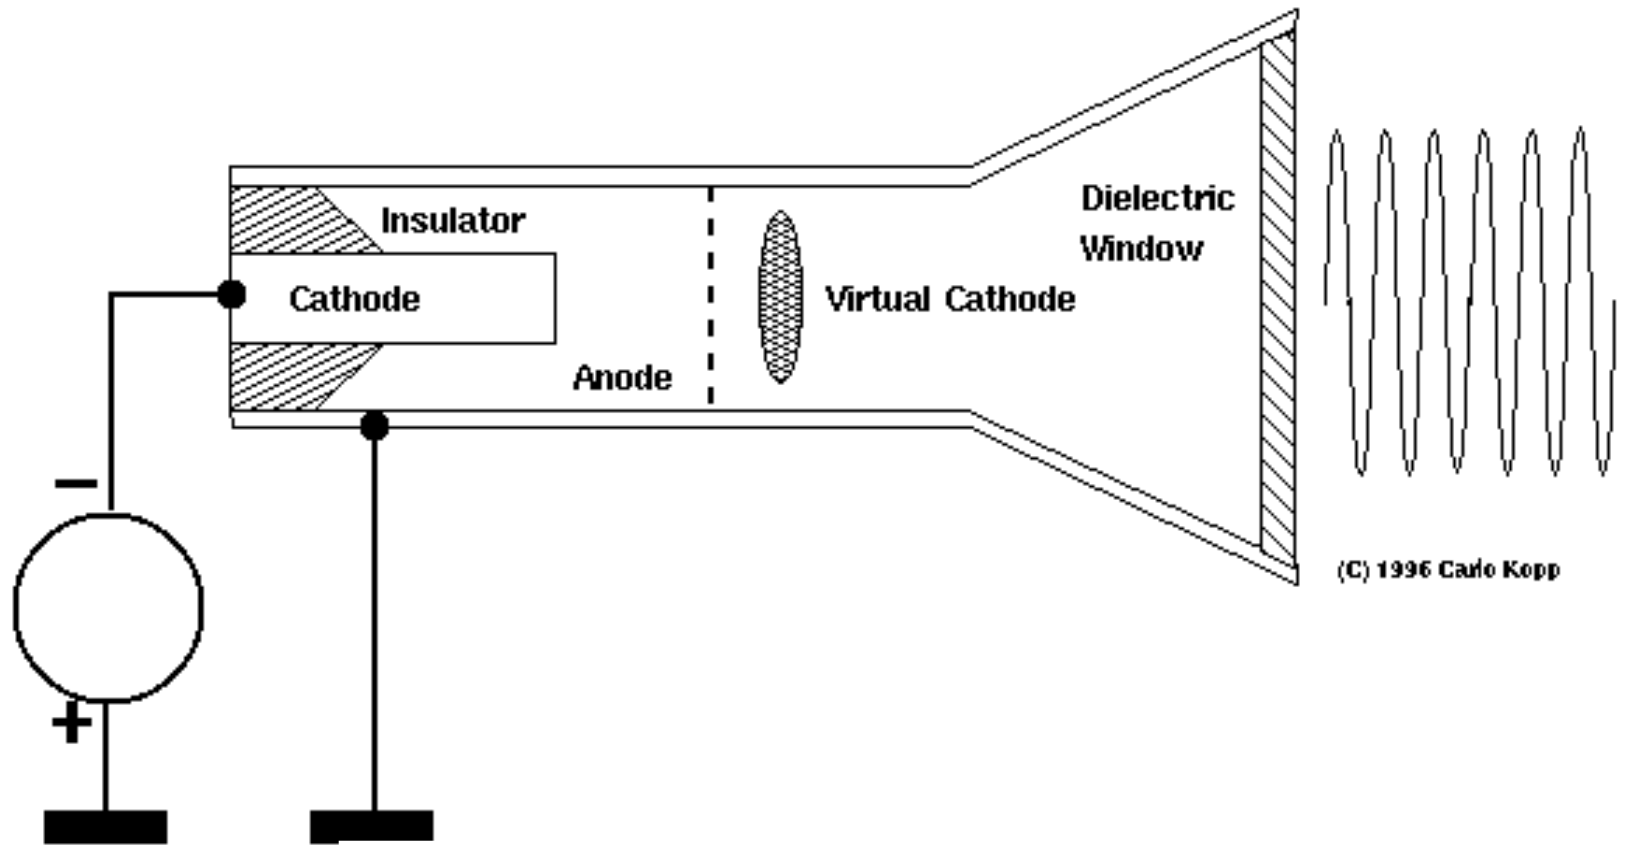 Insulator
Cathode
Anode
Virtual Cathode
Dielectric
Window
−
+
(C) 1996 Carlo Kopp